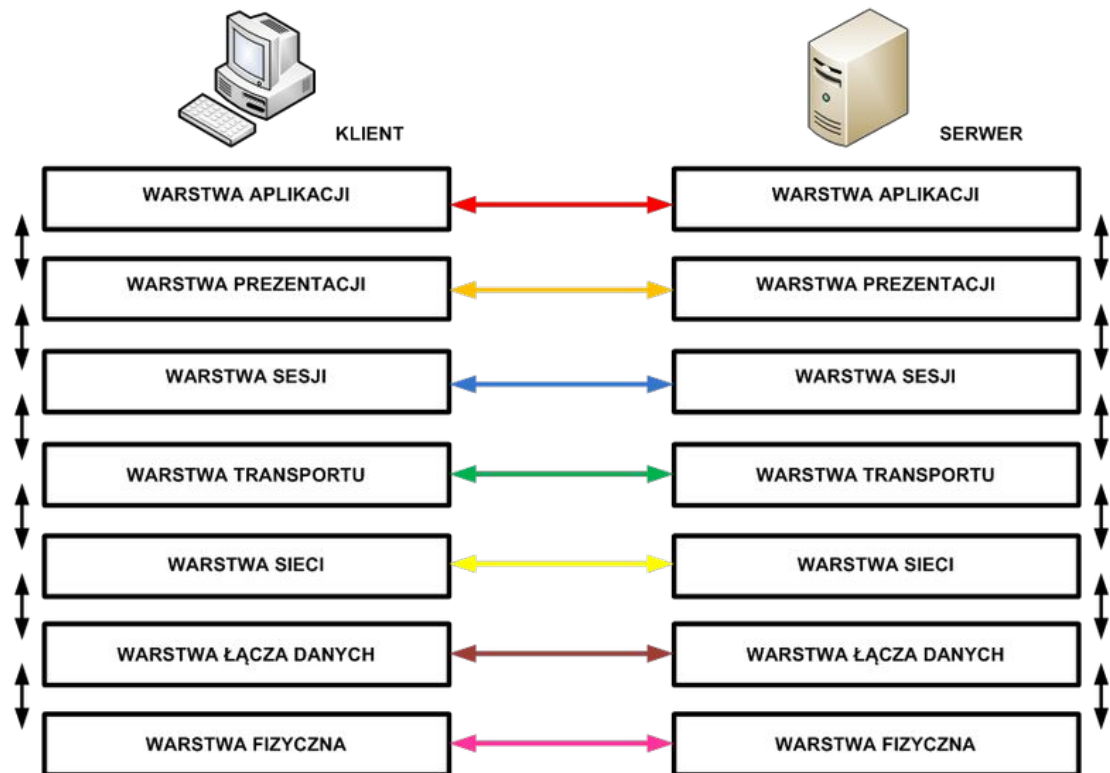 KLIENT
SERWER
WARSTWA APLIKACJI
WARSTWA APLIKACJI
WARSTWA PREZENTACJI
WARSTWA PREZENTACJI
WARSTWA SESJI
WARSTWA SESJI
WARSTWA TRANSPORTU
WARSTWA TRANSPORTU
WARSTWA SIECI
WARSTWA SIECI
WARSTWA ŁĄCZA DANYCH
WARSTWA ŁĄCZA DANYCH
WARSTWA FIZYCZNA
WARSTWA FIZYCZNA